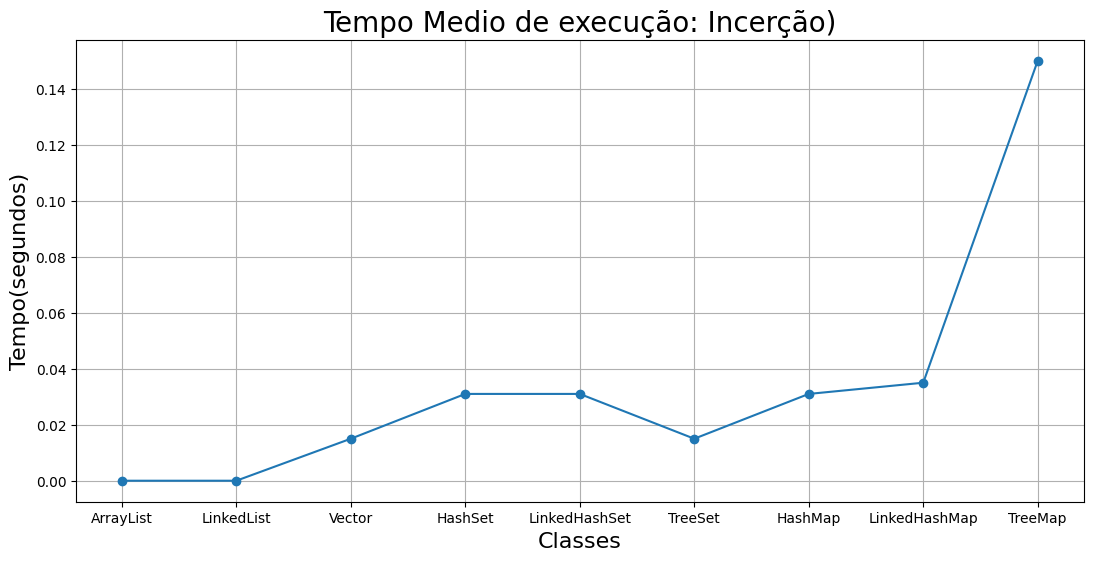 Tempo Medio de execução: Incerção)
Tempo(segundos)
0.14
0.12
0.10
0.08
0.06
0.04
0.02
0.00
ArrayList LinkedList Vector HashSet LinkedHashSet TreeSet HashMap LinkedHashMap TreeMap
Classes